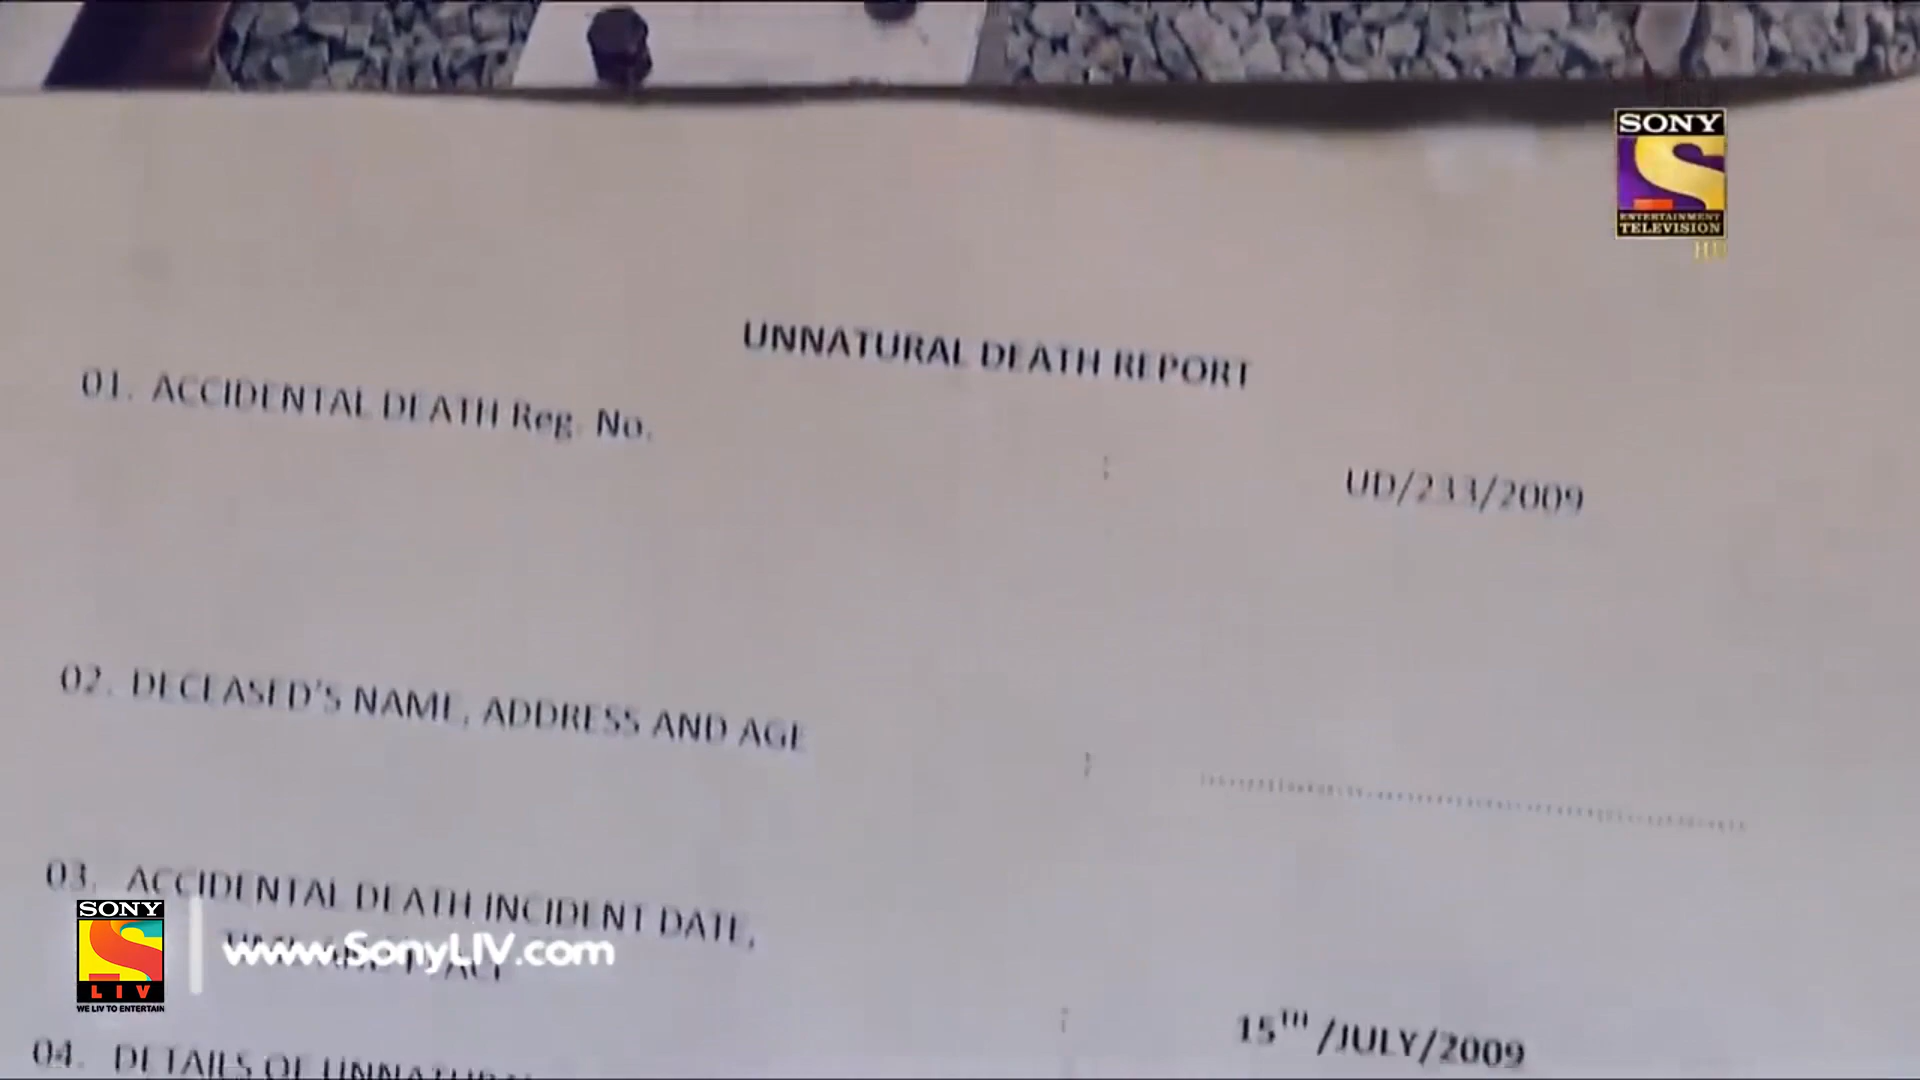 SONY
ENTERTAINMENT
TELEVISION
HD
UNNATURAL DEATH REPORT
01. ACCIDENTAL DEATH Reg. No.
:
UD/233/2009
02. DECEASED'S NAME, ADDRESS AND AGE
:
03. ACCIDENTAL DEATH INCIDENT DATE,
SONY
LIV
WE LIV TO ENTERTAIN
www.SonyLIV.com
:
15TH/JULY/2009
04. DETAILS OF UNNATURAL